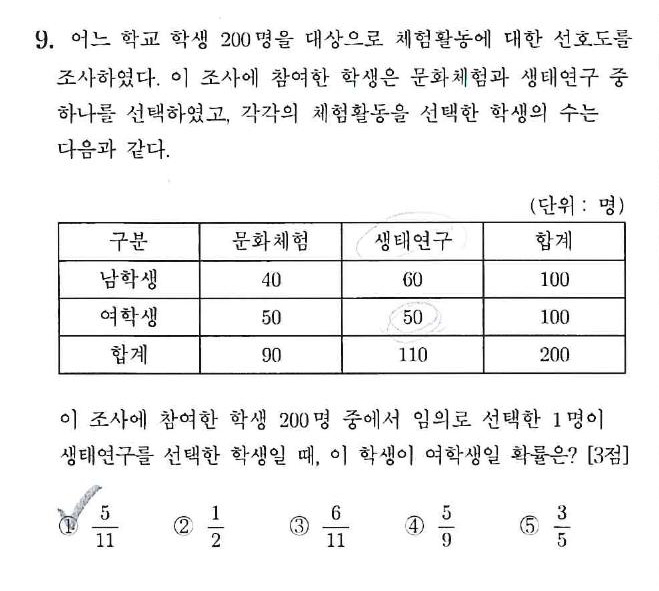 9. 어느 학교 학생 200명을 대상으로 체험활동에 대한 선호도를
조사하였다. 이 조사에 참여한 학생은 문화체험과 생태연구 중
하나를 선택하였고, 각각의 체험활동을 선택한 학생의 수는
다음과 같다.
(단위 : 명)
구분 문화체험 생태연구 합계
남학생 40 60 100
여학생 50 50 100
합계 90 110 200
이 조사에 참여한 학생 200명 중에서 임의로 선택한 1명이
생태연구를 선택한 학생일 때, 이 학생이 여학생일 확률은? [3점]
① 5/11 ② 1/2 ③ 6/11 ④ 5/9 ⑤ 3/5